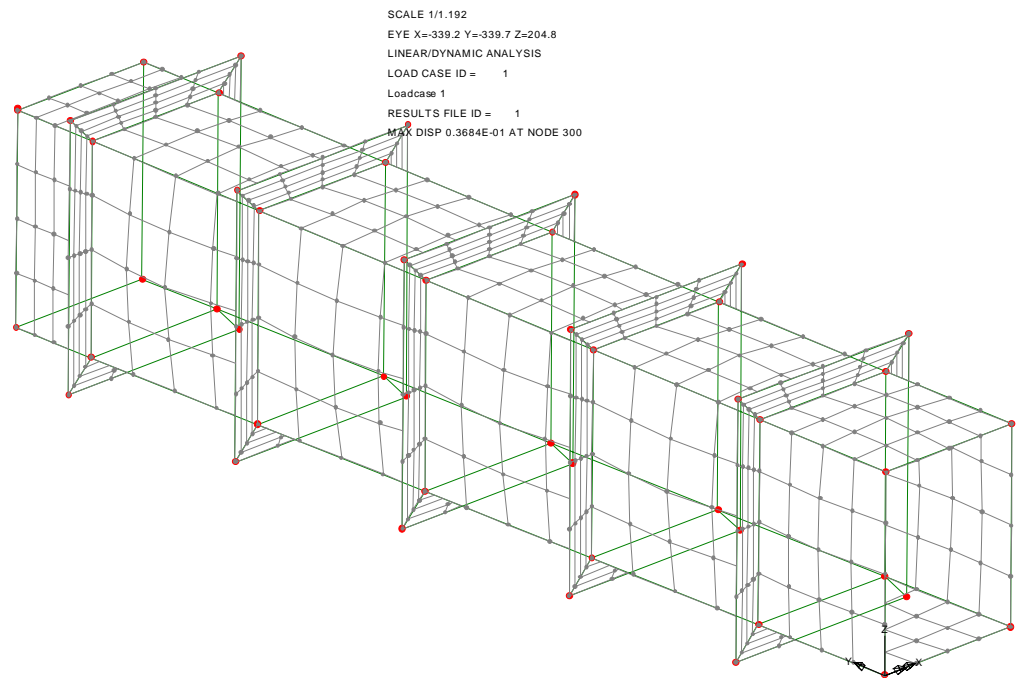 SCALE 1/1.192
EYE X=-339.2 Y=-339.7 Z=204.8
LINEAR/DYNAMIC ANALYSIS
LOAD CASE ID = 1
Loadcase 1
RESULTS FILE ID = 1
MAX DISP 0.3684E-01 AT NODE 300
Z
Y X